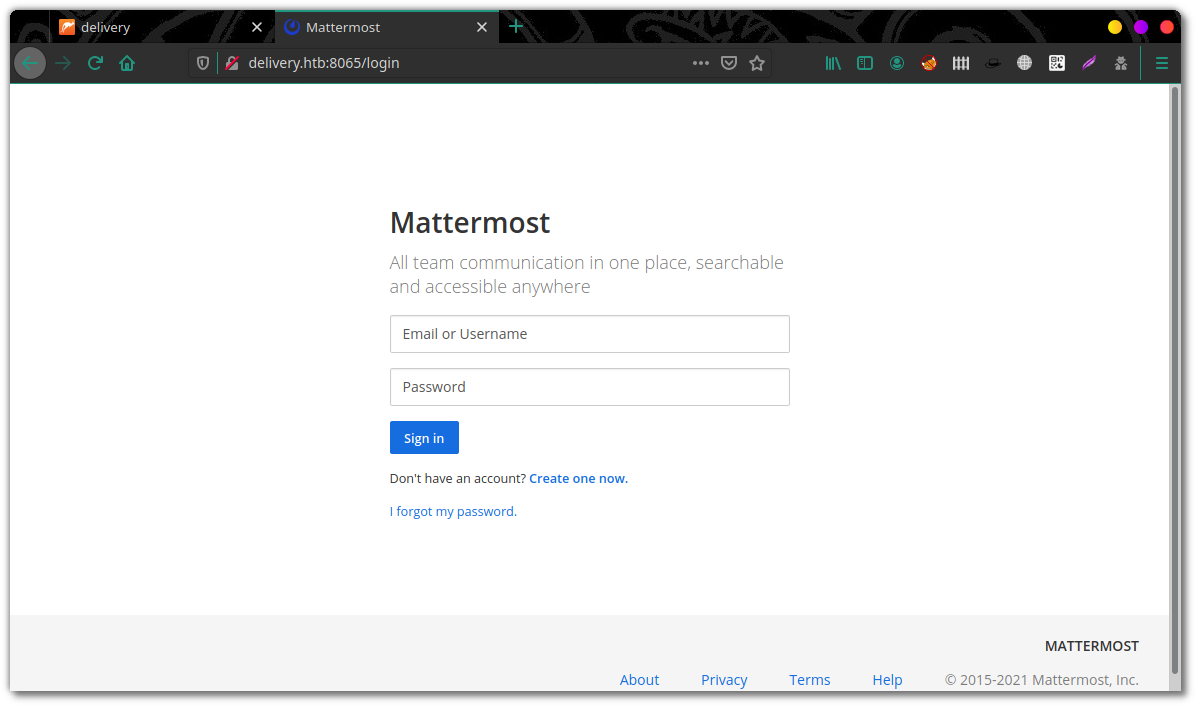 delivery
Mattermost
delivery.htb:8065/login
Mattermost
All team communication in one place, searchable
and accessible anywhere
Email or Username
Password
Sign in
Don't have an account? Create one now.
I forgot my password.
MATTERMOST
About Privacy Terms Help © 2015-2021 Mattermost, Inc.